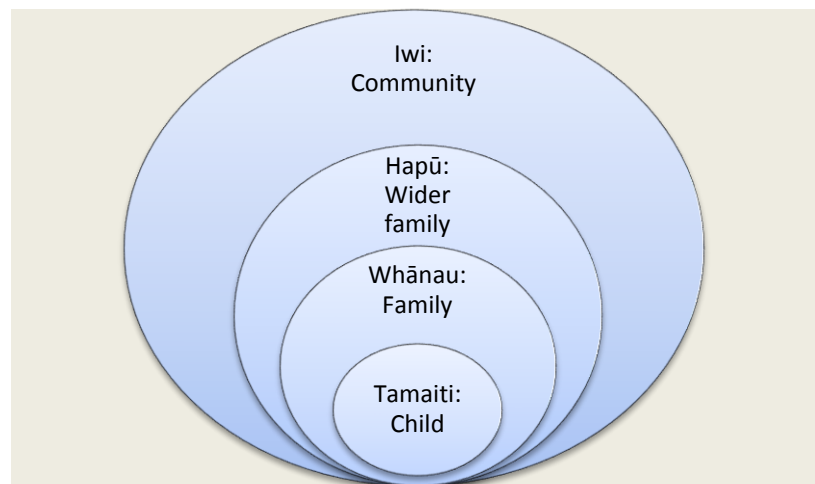 Iwi:
Community
Hapū:
Wider
family
Whānau:
Family
Tamaiti:
Child